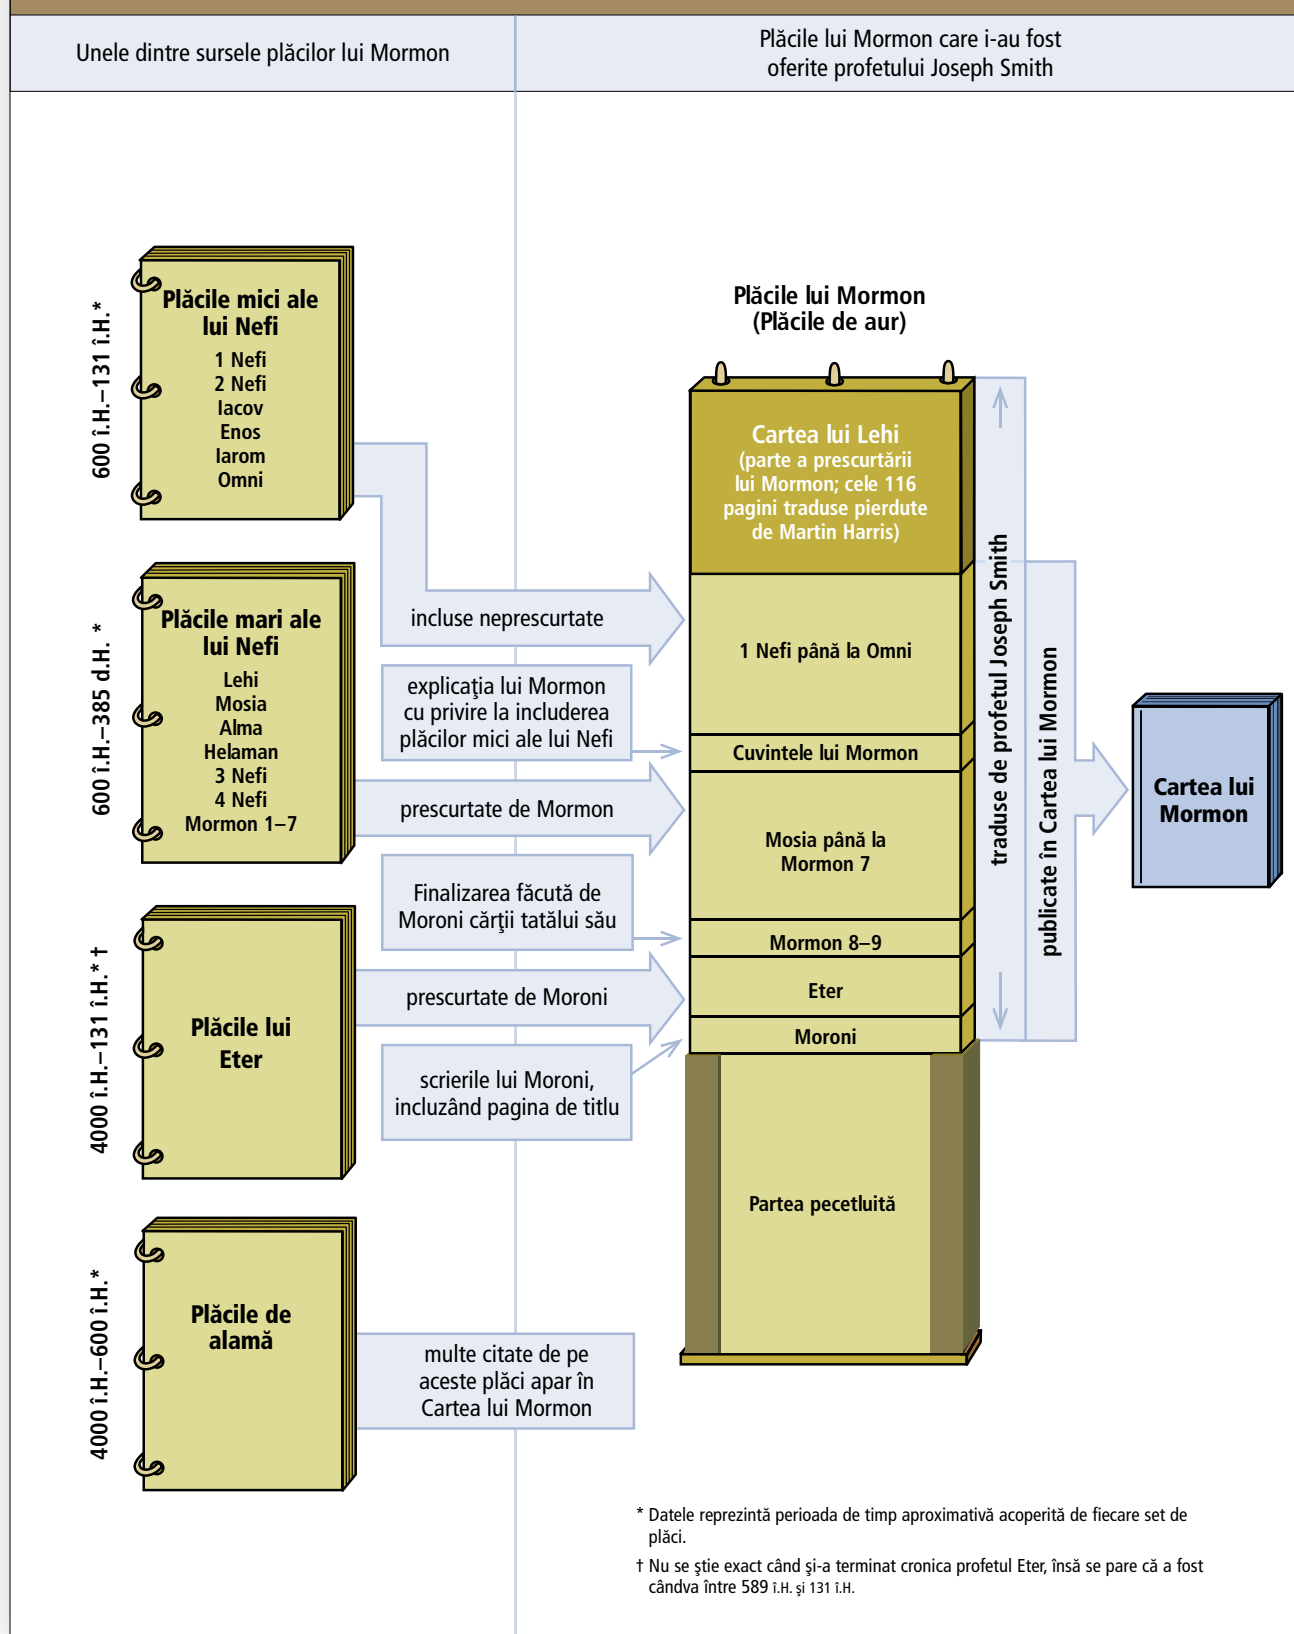 Unele dintre sursele plăcilor lui Mormon
Plăcile lui Mormon care i-au fost
oferite profetului Joseph Smith
600 î.H.–131 î.H.*
Plăcile mici ale
lui Nefi
1 Nefi
2 Nefi
Iacov
Enos
Iarom
Omni
600 î.H.–385 d.H. *
Plăcile mari ale
lui Nefi
Lehi
Mosia
Alma
Helaman
3 Nefi
4 Nefi
Mormon 1–7
4000 î.H.–131 î.H.* †
Plăcile lui
Eter
4000 î.H.–600 î.H.*
Plăcile de
alamă
incluse neprescurtate
explicaţia lui Mormon
cu privire la includerea
plăcilor mici ale lui Nefi
prescurtate de Mormon
Finalizarea făcută de
Moroni cărţii tatălui său
prescurtate de Moroni
scrierile lui Moroni,
incluzând pagina de titlu
multe citate de pe
aceste plăci apar în
Cartea lui Mormon
Plăcile lui Mormon
(Plăcile de aur)
Cartea lui Lehi
(parte a prescurtării
lui Mormon; cele 116
pagini traduse pierdute
de Martin Harris)
1 Nefi până la Omni
Cuvintele lui Mormon
Mosia până la
Mormon 7
Mormon 8–9
Eter
Moroni
Partea pecetluită
traduse de profetul Joseph Smith
publicate în Cartea lui Mormon
Cartea lui
Mormon
* Datele reprezintă perioada de timp aproximativă acoperită de fiecare set de
plăci.
† Nu se ştie exact când şi-a terminat cronica profetul Eter, însă se pare că a fost
cândva între 589 î.H. şi 131 î.H.